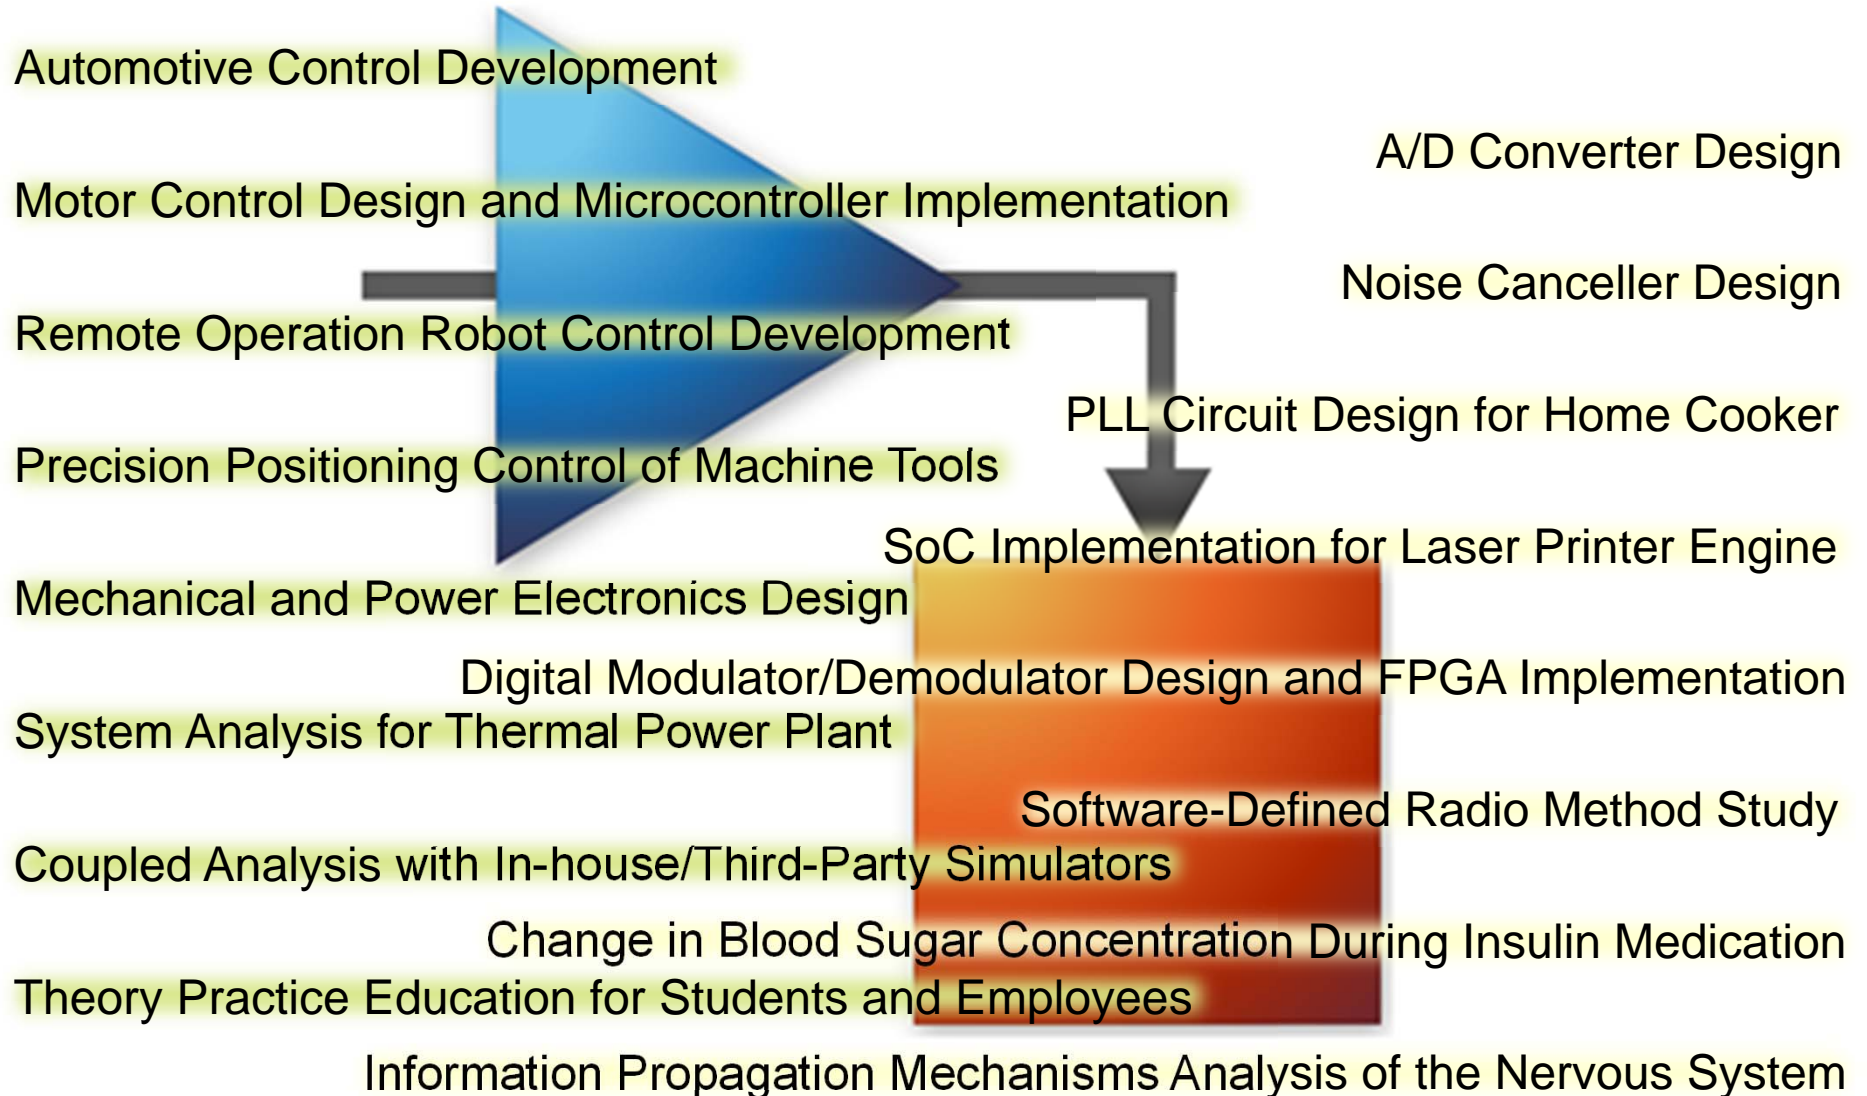 Automotive Control Development
A/D Converter Design
Motor Control Design and Microcontroller Implementation
Noise Canceller Design
Remote Operation Robot Control Development
PLL Circuit Design for Home Cooker
Precision Positioning Control of Machine Tools
SoC Implementation for Laser Printer Engine
Mechanical and Power Electronics Design
Digital Modulator/Demodulator Design and FPGA Implementation
System Analysis for Thermal Power Plant
Software-Defined Radio Method Study
Coupled Analysis with In-house/Third-Party Simulators
Change in Blood Sugar Concentration During Insulin Medication
Theory Practice Education for Students and Employees
Information Propagation Mechanisms Analysis of the Nervous System